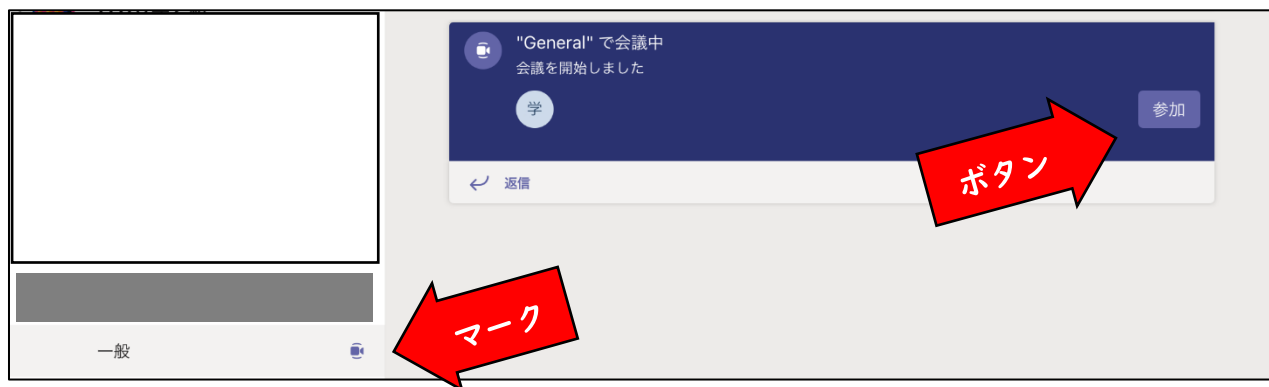 "General" で会議中
会議を開始しました
学
参加
ボタン
返信
マーク
一般